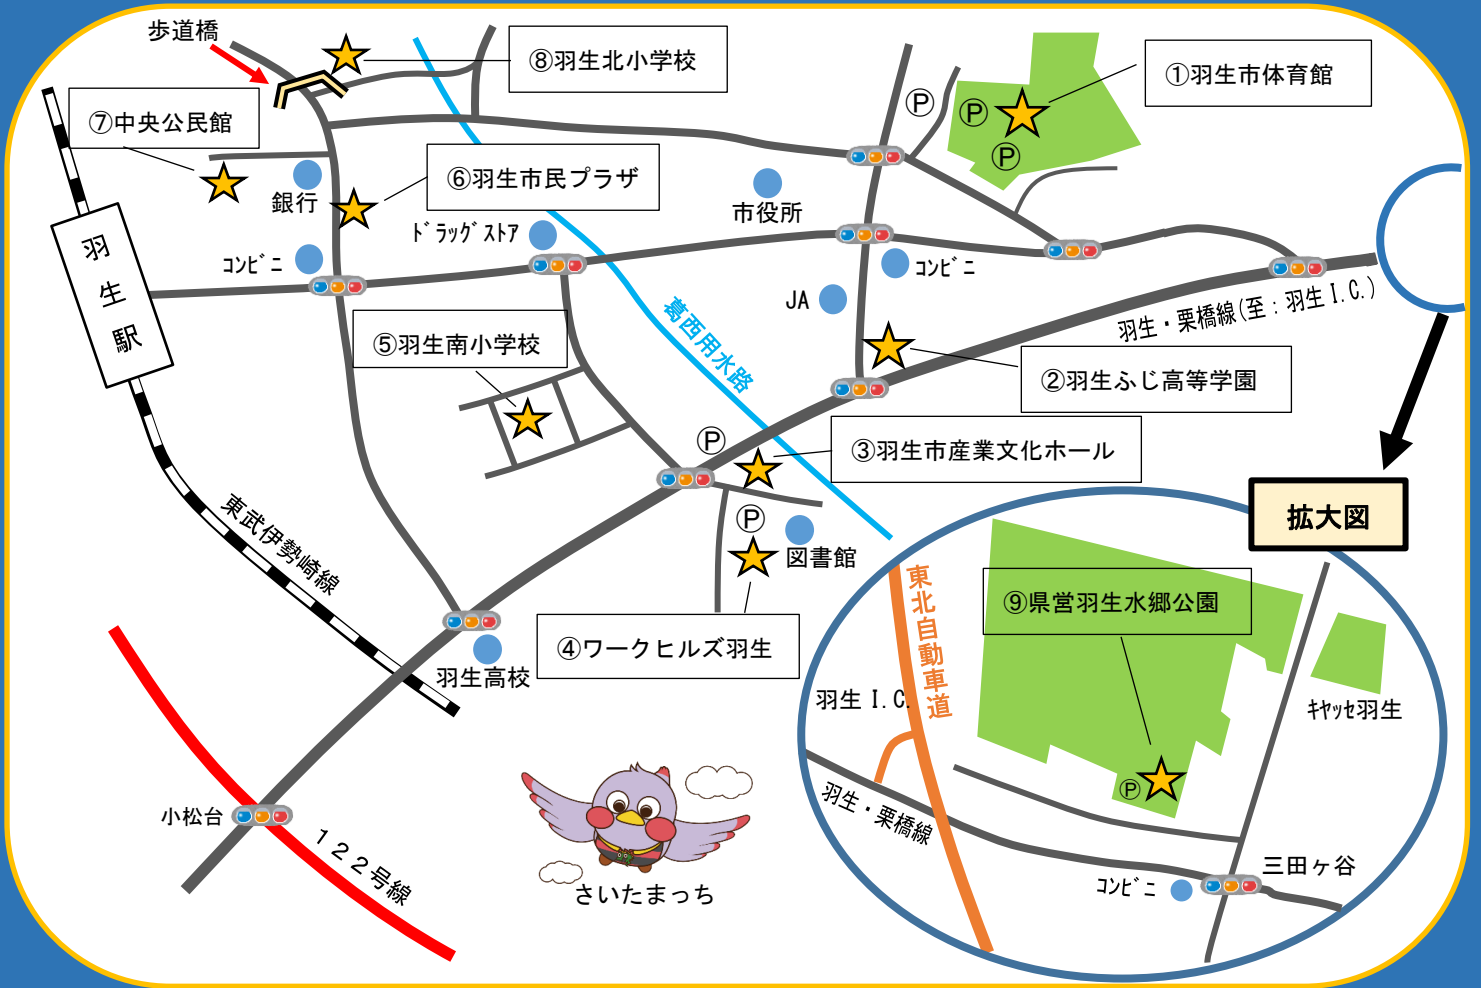 歩道橋
⑧羽生北小学校
①羽生市体育館
Ⓟ
Ⓟ
Ⓟ
⑦中央公民館
⑥羽生市民プラザ
銀行
市役所
ﾄﾞﾗｯｸﾞｽﾄｱ
ｺﾝﾋﾞﾆ
ｺﾝﾋﾞﾆ
羽生駅
JA
葛西用水路
羽生・栗橋線(至：羽生I.C.)
⑤羽生南小学校
②羽生ふじ高等学園
Ⓟ
③羽生市産業文化ホール
東武伊勢崎線
Ⓟ
図書館
拡大図
④ワークヒルズ羽生
羽生高校
東北自動車道
⑨県営羽生水郷公園
羽生I.C.
ｷﾔｯｾ羽生
Ⓟ
羽生・栗橋線
小松台
１２２号線
さいたまっち
三田ヶ谷
ｺﾝﾋﾞﾆ